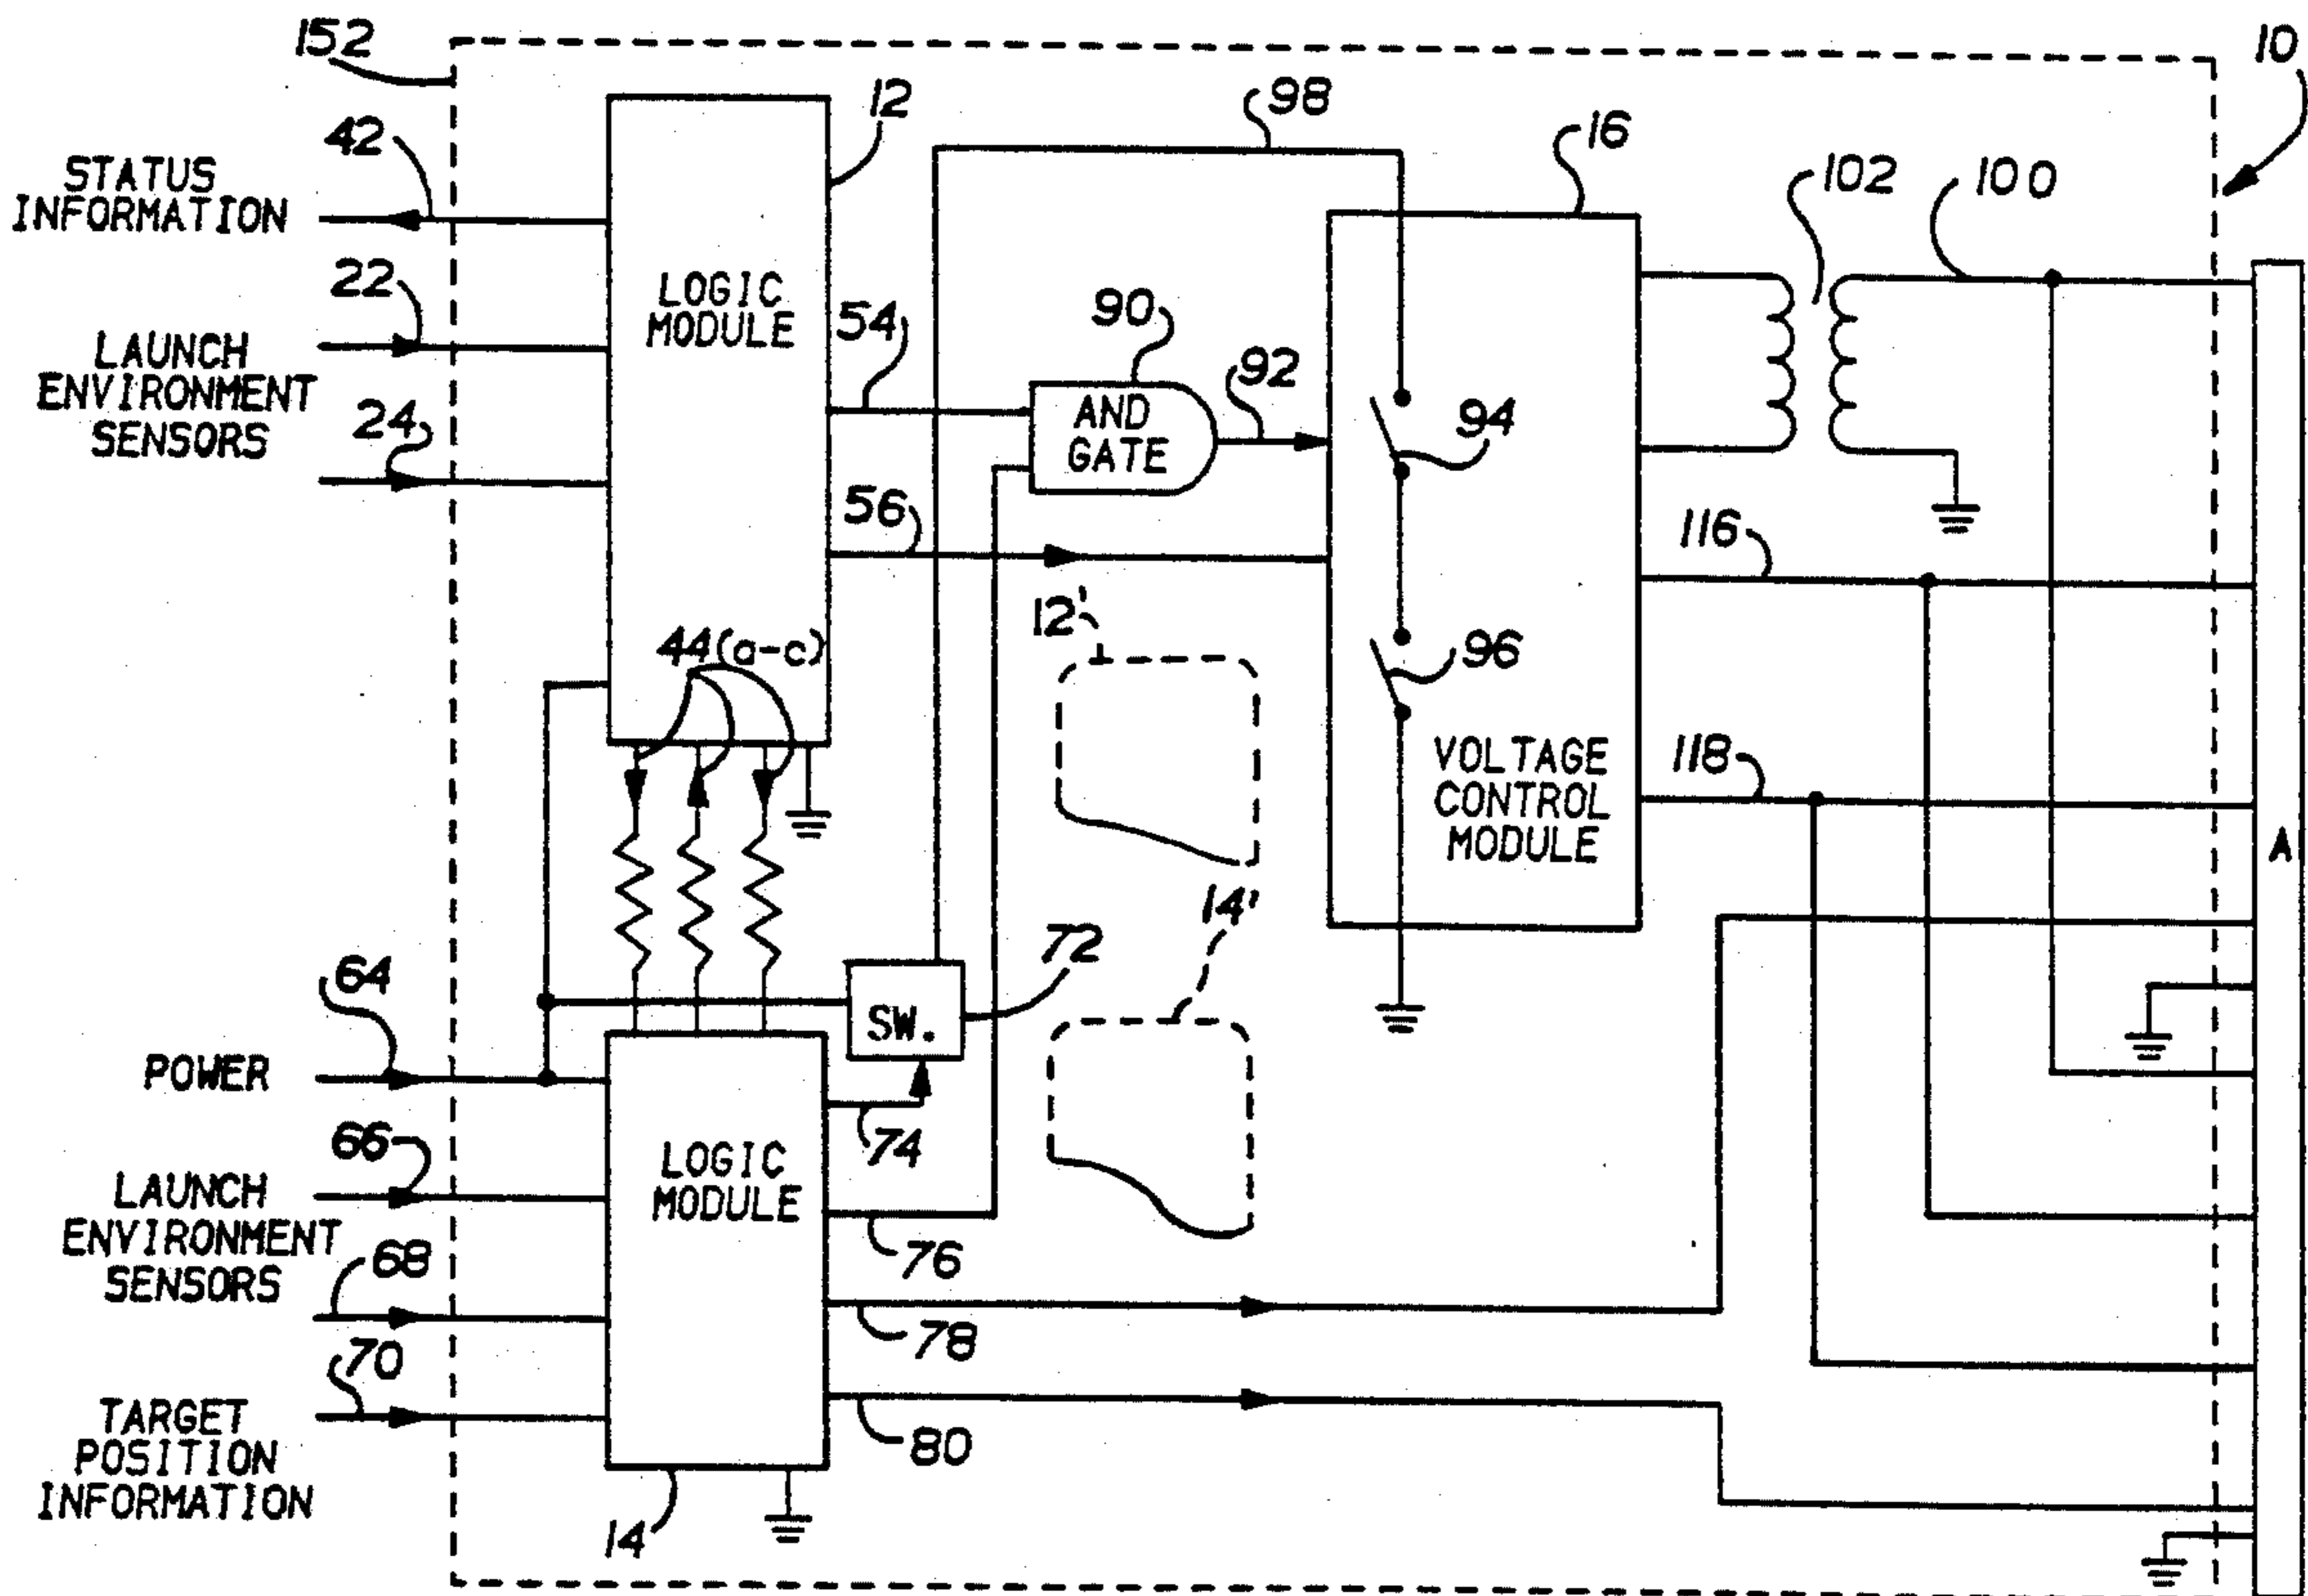 152
10
12
98
42
16
STATUS
INFORMATION
102
100
22
LOGIC
MODULE
54
90
LAUNCH
ENVIRONMENT
SENSORS
92
AND
GATE
94
24
56
116
12'
44(a-c)
96
VOLTAGE
CONTROL
MODULE
118
A
14'
72
64
SW.
POWER
66
74
LOGIC
MODULE
LAUNCH
ENVIRONMENT
SENSORS
68
76
78
70
TARGET
POSITION
INFORMATION
80
14